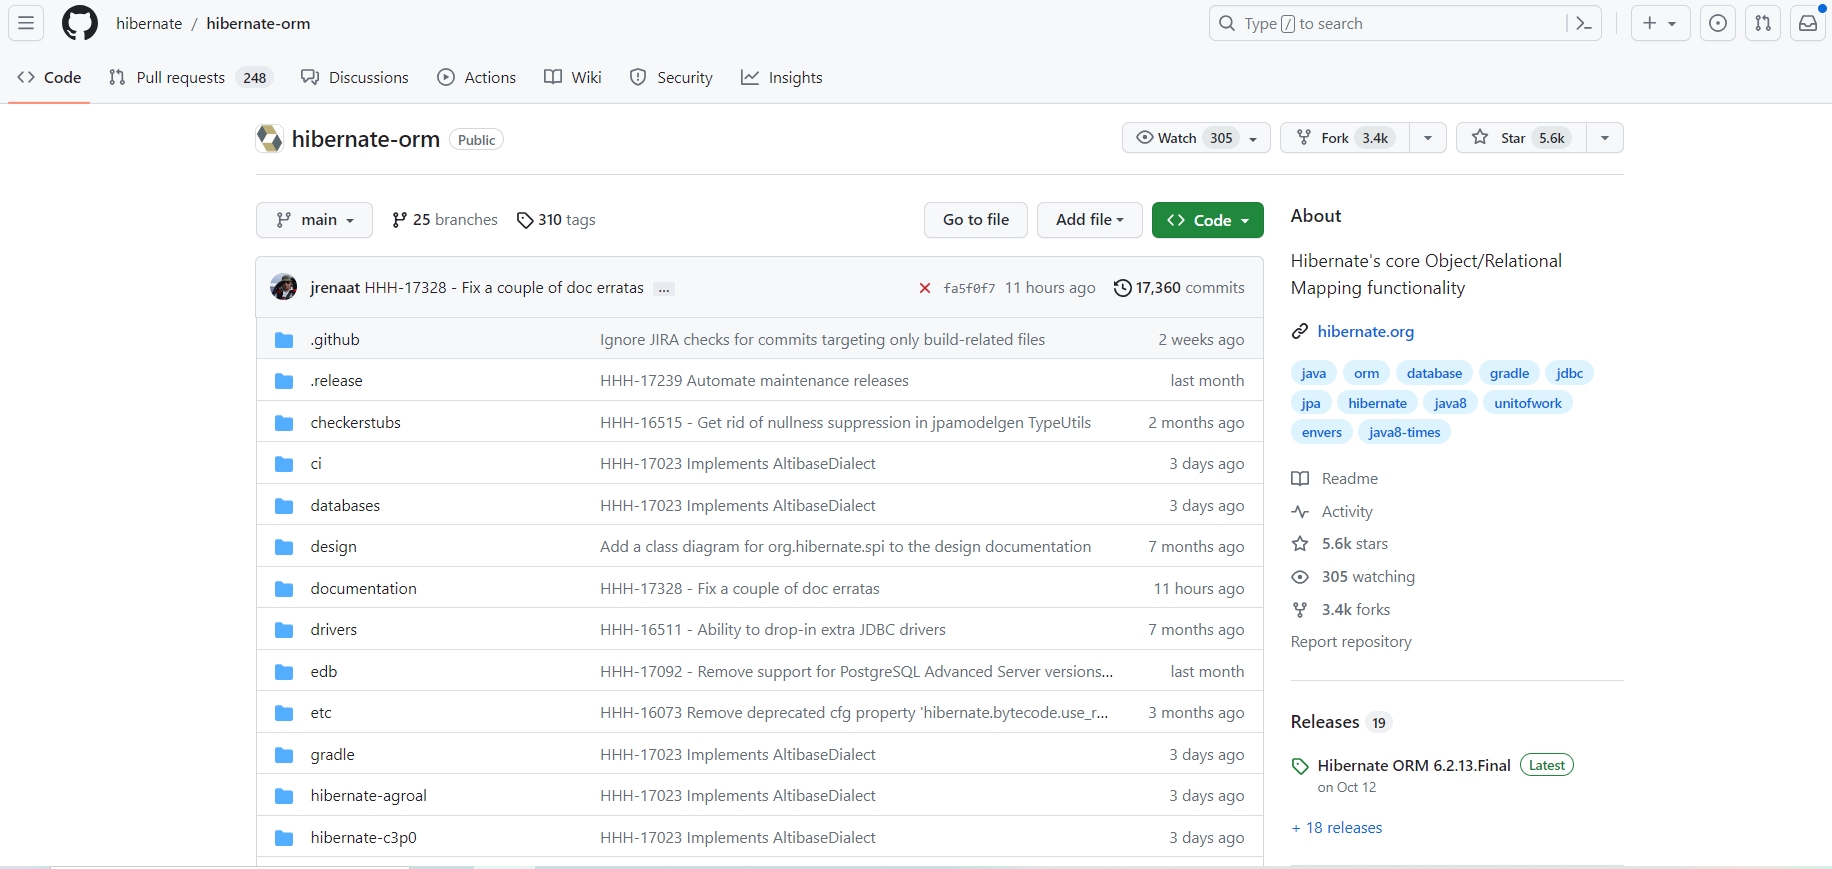 hibernate / hibernate-orm
Type / to search
Code
Pull requests 248
Discussions
Actions
Wiki
Security
Insights
hibernate-orm Public
Watch 305
Fork 3.4k
Star 5.6k
main
25 branches
310 tags
Go to file
Add file
Code
jrenaat HHH-17328 - Fix a couple of doc erratas ... fa5f0f7 11 hours ago 17,360 commits
.github Ignore JIRA checks for commits targeting only build-related files 2 weeks ago
.release HHH-17239 Automate maintenance releases last month
checkerstubs HHH-16515 - Get rid of nullness suppression in jpamodelgen TypeUtils 2 months ago
ci HHH-17023 Implements AltibaseDialect 3 days ago
databases HHH-17023 Implements AltibaseDialect 3 days ago
design Add a class diagram for org.hibernate.spi to the design documentation 7 months ago
documentation HHH-17328 - Fix a couple of doc erratas 11 hours ago
drivers HHH-16511 - Ability to drop-in extra JDBC drivers 7 months ago
edb HHH-17092 - Remove support for PostgreSQL Advanced Server versions... last month
etc HHH-16073 Remove deprecated cfg property 'hibernate.bytecode.use_r... 3 months ago
gradle HHH-17023 Implements AltibaseDialect 3 days ago
hibernate-agroal HHH-17023 Implements AltibaseDialect 3 days ago
hibernate-c3p0 HHH-17023 Implements AltibaseDialect 3 days ago
About
Hibernate's core Object/Relational
Mapping functionality
hibernate.org
java orm database gradle jdbc
jpa hibernate java8 unitofwork
envers java8-times
Readme
Activity
5.6k stars
305 watching
3.4k forks
Report repository
Releases 19
Hibernate ORM 6.2.13.Final Latest
on Oct 12
+ 18 releases